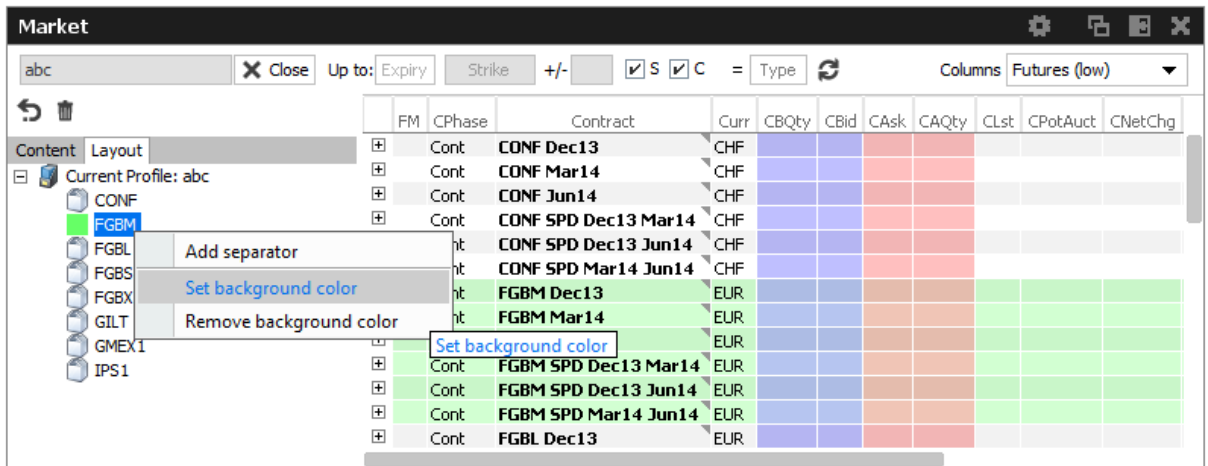 Market
abc Close Up to: Expiry Strike +/- S C = Type Columns Futures (low)
FM CPhase Contract Curr CBQty CBid CAsk CAQty CLst CPotAuct CNetChg
Content Layout
Current Profile: abc
CONF
FGBM
FGBL
FGBS
FGBX
GILT
GMEX1
IPS1
Add separator
Set background color
Remove background color
Set background color
Cont CONF Dec13 CHF
Cont CONF Mar14 CHF
Cont CONF Jun14 CHF
Cont CONF SPD Dec13 Mar14 CHF
nt CONF SPD Dec13 Jun14 CHF
nt CONF SPD Mar14 Jun14 CHF
nt FGBM Dec13 EUR
nt FGBM Mar14 EUR
EUR
Cont FGBM SPD Dec13 Mar14 EUR
Cont FGBM SPD Dec13 Jun14 EUR
Cont FGBM SPD Mar14 Jun14 EUR
Cont FGBL Dec13 EUR